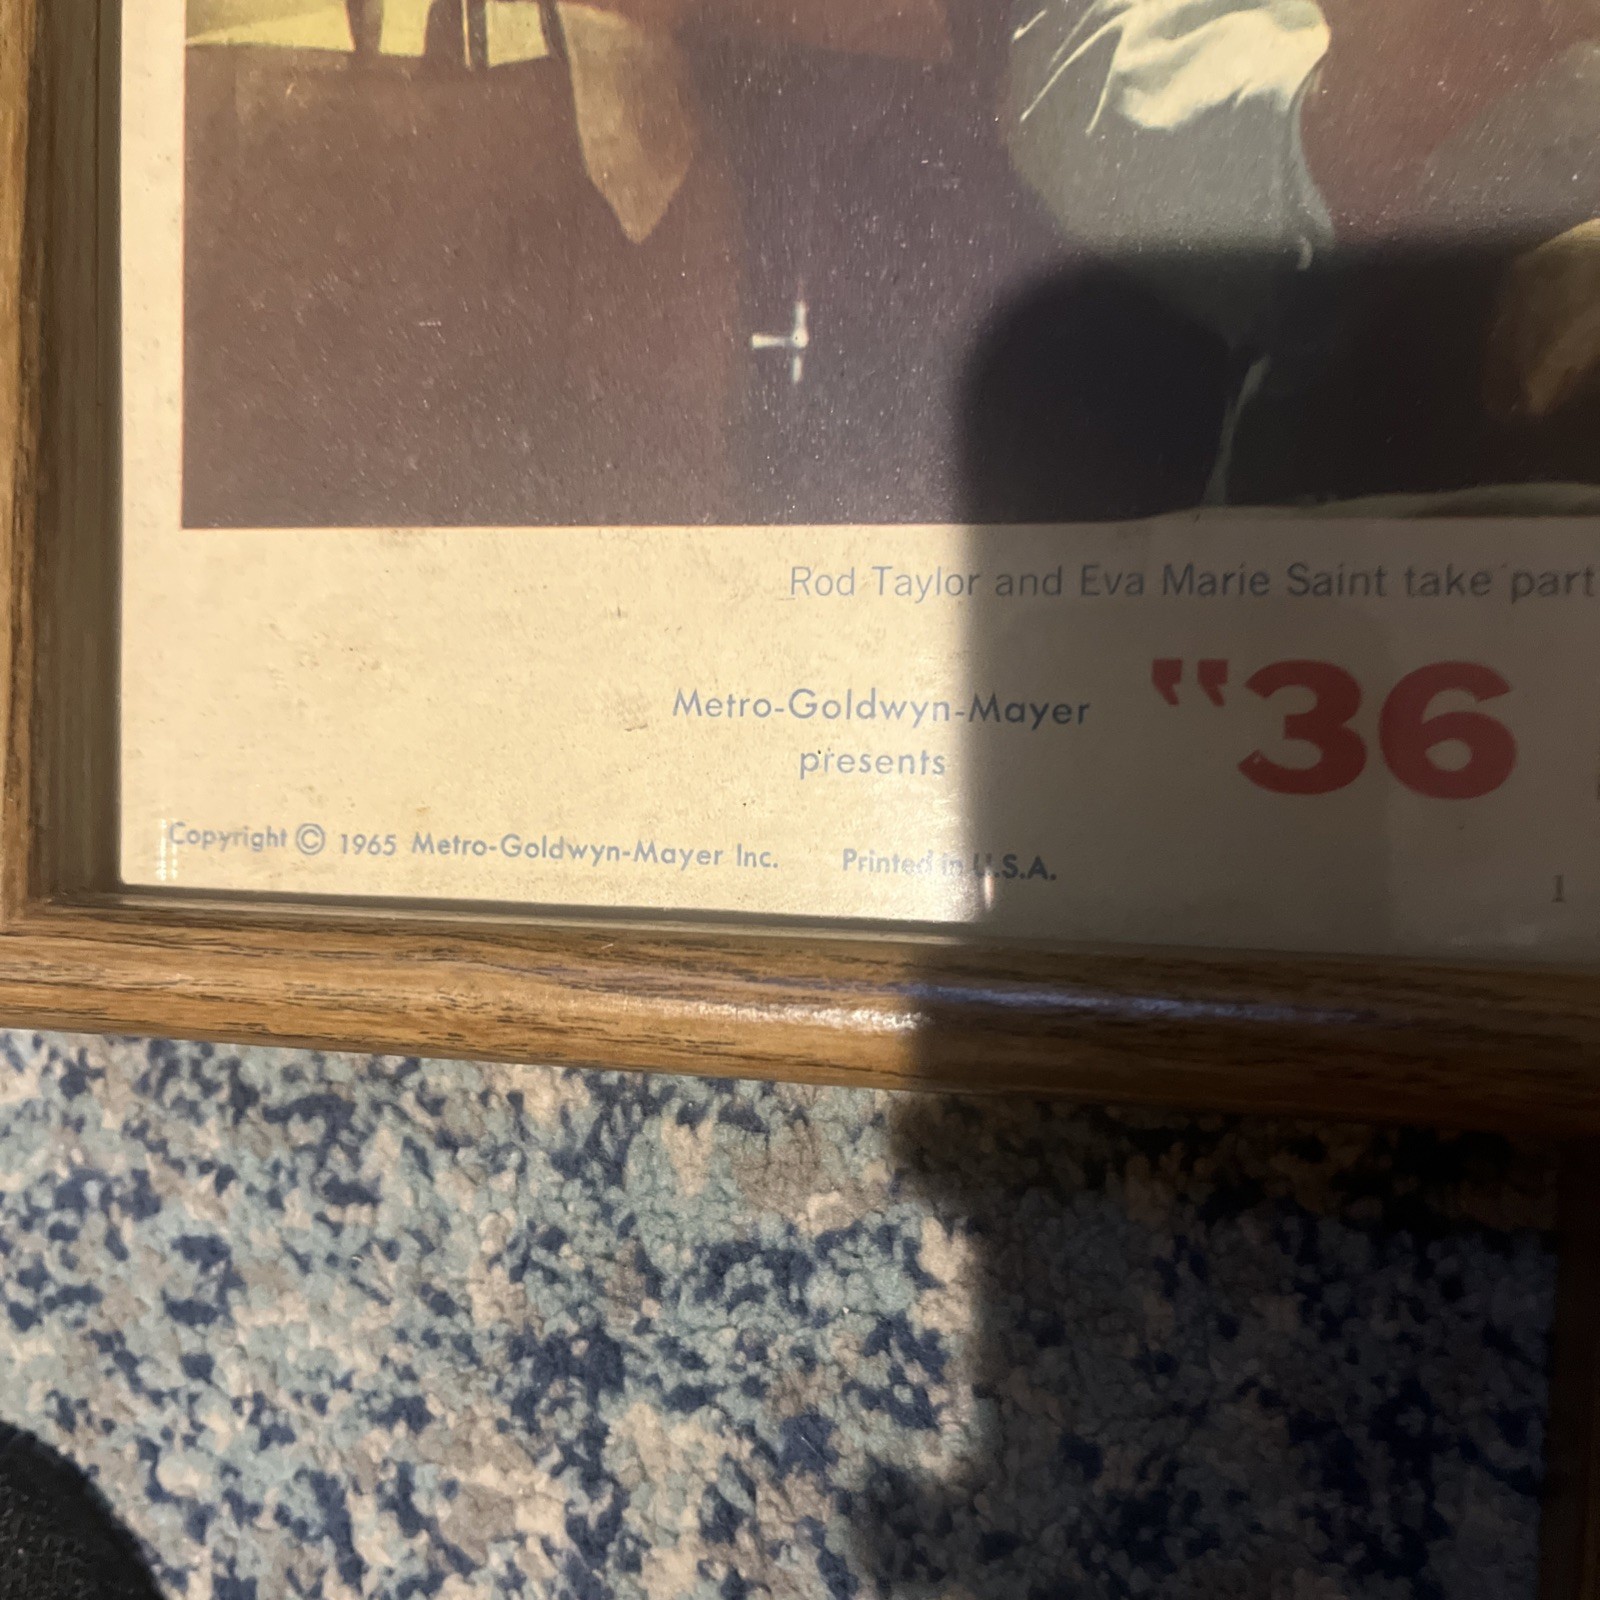 Rod Taylor and Eva Marie Saint take part
Metro-Goldwyn-Mayer
presents
"36
Copyright © 1965 Metro-Goldwyn-Mayer Inc. Printed in U.S.A.
1